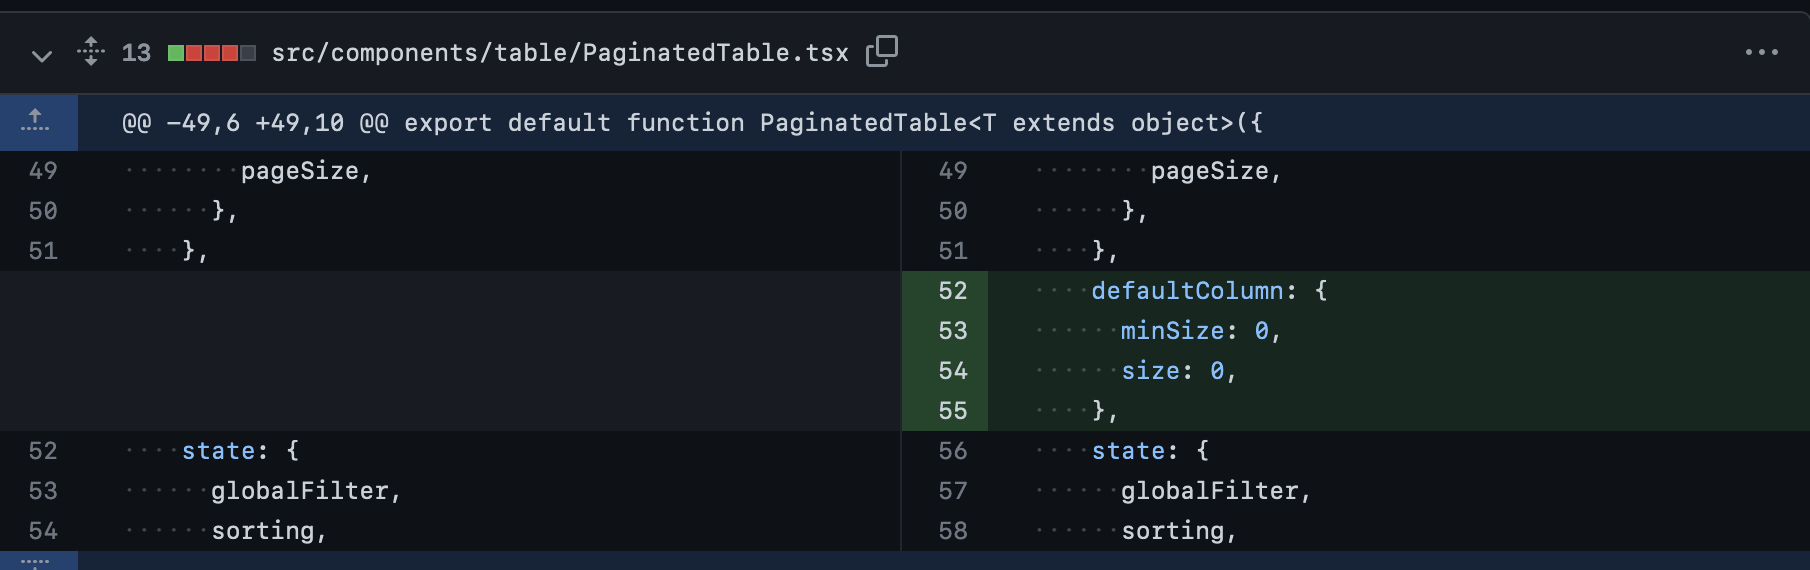 13 src/components/table/PaginatedTable.tsx
@@ -49,6 +49,10 @@ export default function PaginatedTable<T extends object>({
49 ········pageSize, 49 ········pageSize,
50 ······}, 50 ······},
51 ····}, 51 ····},
52 ····defaultColumn: {
53 ······minSize: 0,
54 ······size: 0,
55 ····},
52 ····state: { 56 ····state: {
53 ······globalFilter, 57 ······globalFilter,
54 ······sorting, 58 ······sorting,